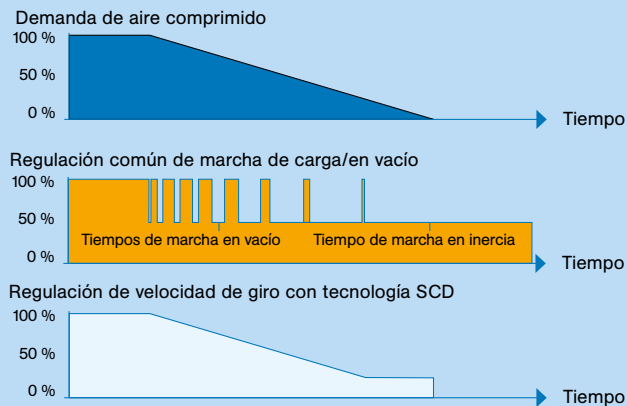 Demanda de aire comprimido
100 %
50 %
0 %
Tiempo
Regulación común de marcha de carga/en vacío
100 %
50 %
Tiempos de marcha en vacío Tiempo de marcha en inercia
0 %
Tiempo
Regulación de velocidad de giro con tecnología SCD
100 %
50 %
0 %
Tiempo